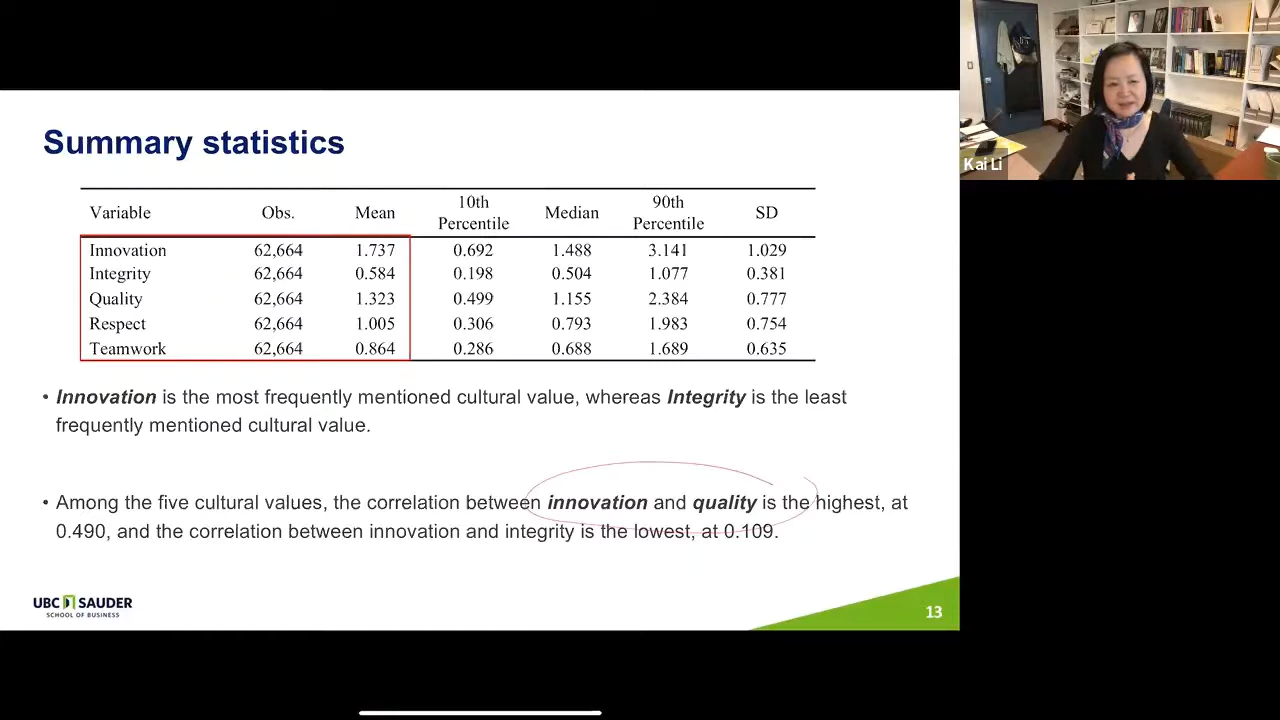 Kai Li
Summary statistics
Variable Obs. Mean 10th Percentile Median 90th Percentile SD
Innovation 62,664 1.737 0.692 1.488 3.141 1.029
Integrity 62,664 0.584 0.198 0.504 1.077 0.381
Quality 62,664 1.323 0.499 1.155 2.384 0.777
Respect 62,664 1.005 0.306 0.793 1.983 0.754
Teamwork 62,664 0.864 0.286 0.688 1.689 0.635
• Innovation is the most frequently mentioned cultural value, whereas Integrity is the least
frequently mentioned cultural value.
• Among the five cultural values, the correlation between innovation and quality is the highest, at
0.490, and the correlation between innovation and integrity is the lowest, at 0.109.
UBC SAUDER
SCHOOL OF BUSINESS
13